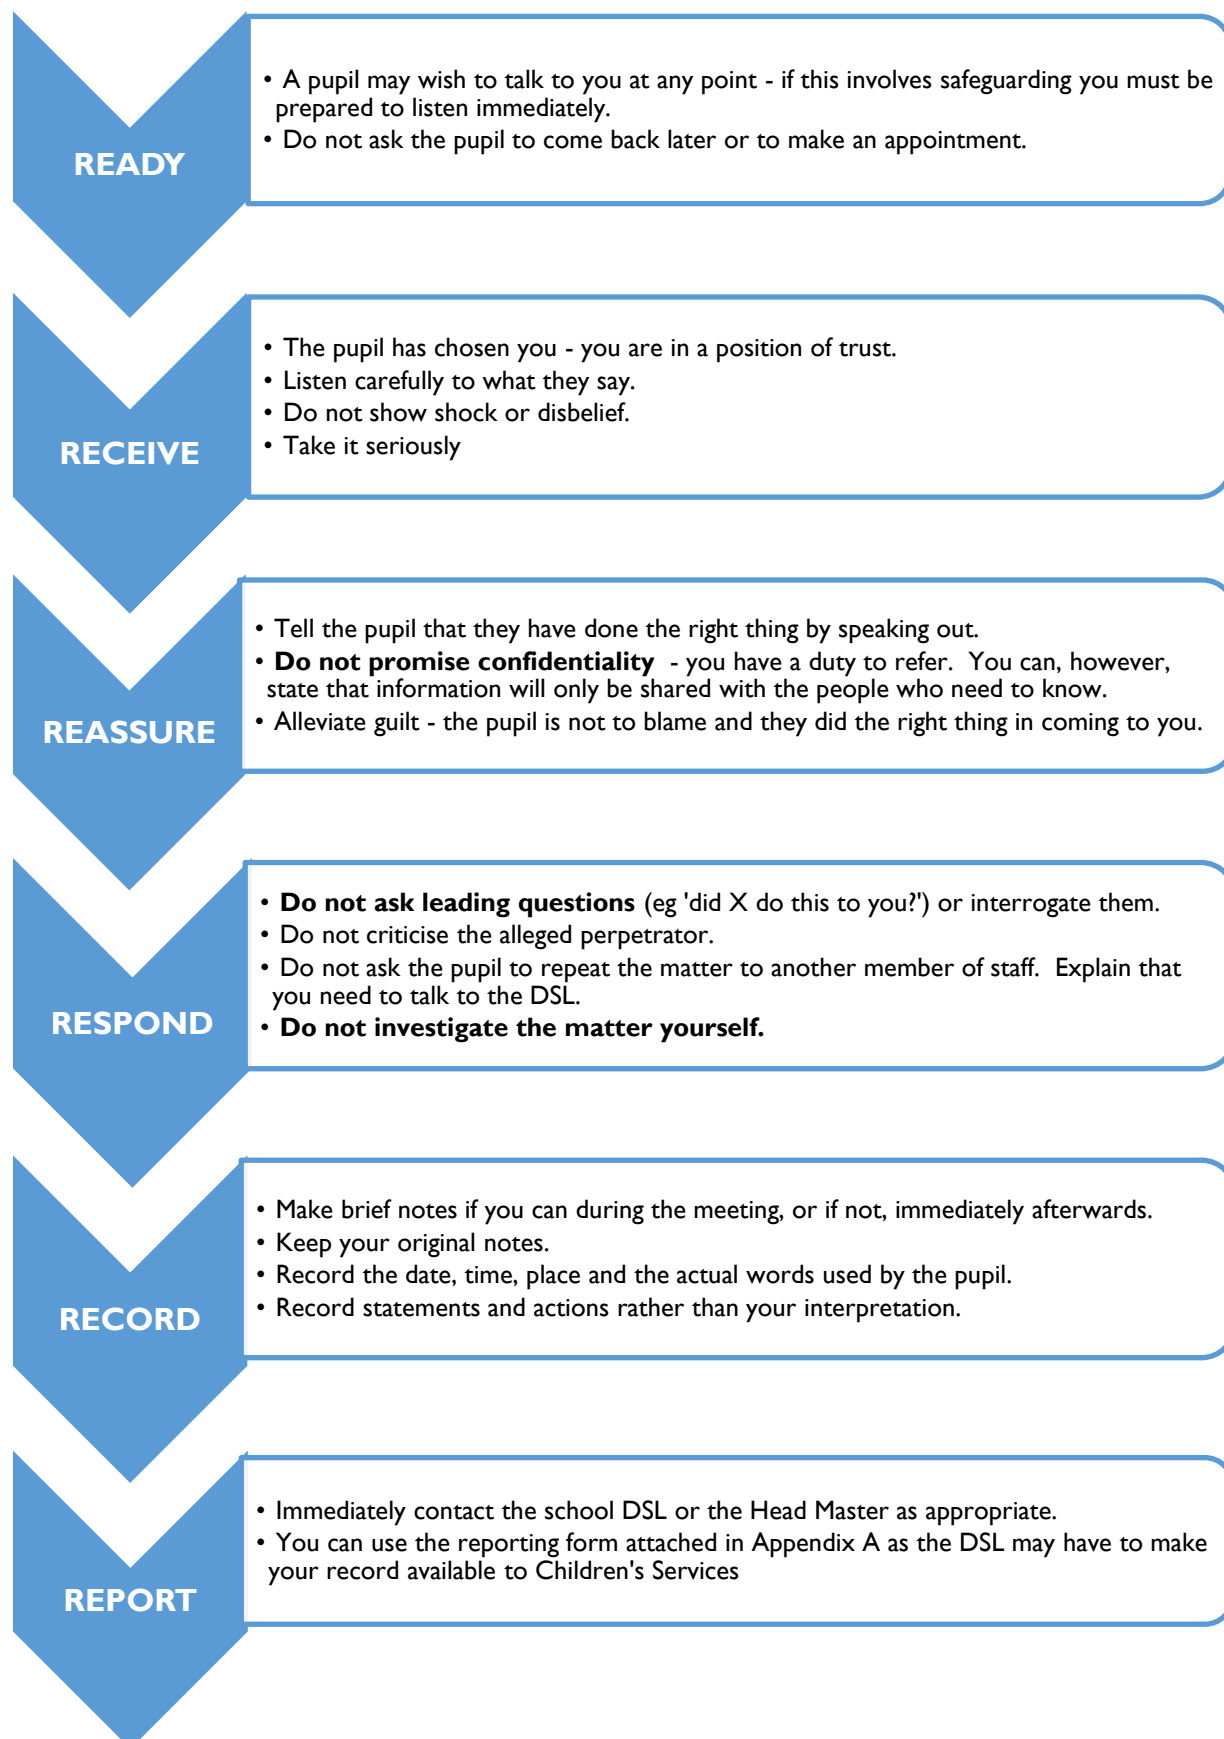 READY
• A pupil may wish to talk to you at any point - if this involves safeguarding you must be
prepared to listen immediately.
• Do not ask the pupil to come back later or to make an appointment.
RECEIVE
• The pupil has chosen you - you are in a position of trust.
• Listen carefully to what they say.
• Do not show shock or disbelief.
• Take it seriously
REASSURE
• Tell the pupil that they have done the right thing by speaking out.
• Do not promise confidentiality - you have a duty to refer. You can, however,
state that information will only be shared with the people who need to know.
• Alleviate guilt - the pupil is not to blame and they did the right thing in coming to you.
RESPOND
• Do not ask leading questions (eg 'did X do this to you?') or interrogate them.
• Do not criticise the alleged perpetrator.
• Do not ask the pupil to repeat the matter to another member of staff. Explain that
you need to talk to the DSL.
• Do not investigate the matter yourself.
RECORD
• Make brief notes if you can during the meeting, or if not, immediately afterwards.
• Keep your original notes.
• Record the date, time, place and the actual words used by the pupil.
• Record statements and actions rather than your interpretation.
REPORT
• Immediately contact the school DSL or the Head Master as appropriate.
• You can use the reporting form attached in Appendix A as the DSL may have to make
your record available to Children's Services